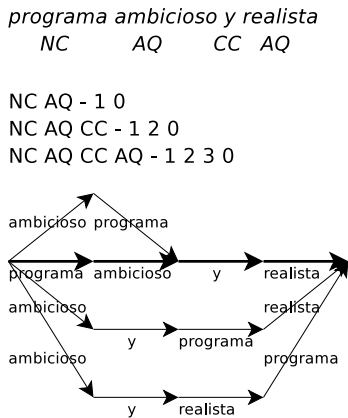 programa ambicioso y realista
NC AQ CC AQ
NC AQ - 1 0
NC AQ CC - 1 2 0
NC AQ CC AQ - 1 2 3 0
ambicioso programa
programa ambicioso y realista
ambicioso realista
y programa
ambicioso programa
y realista